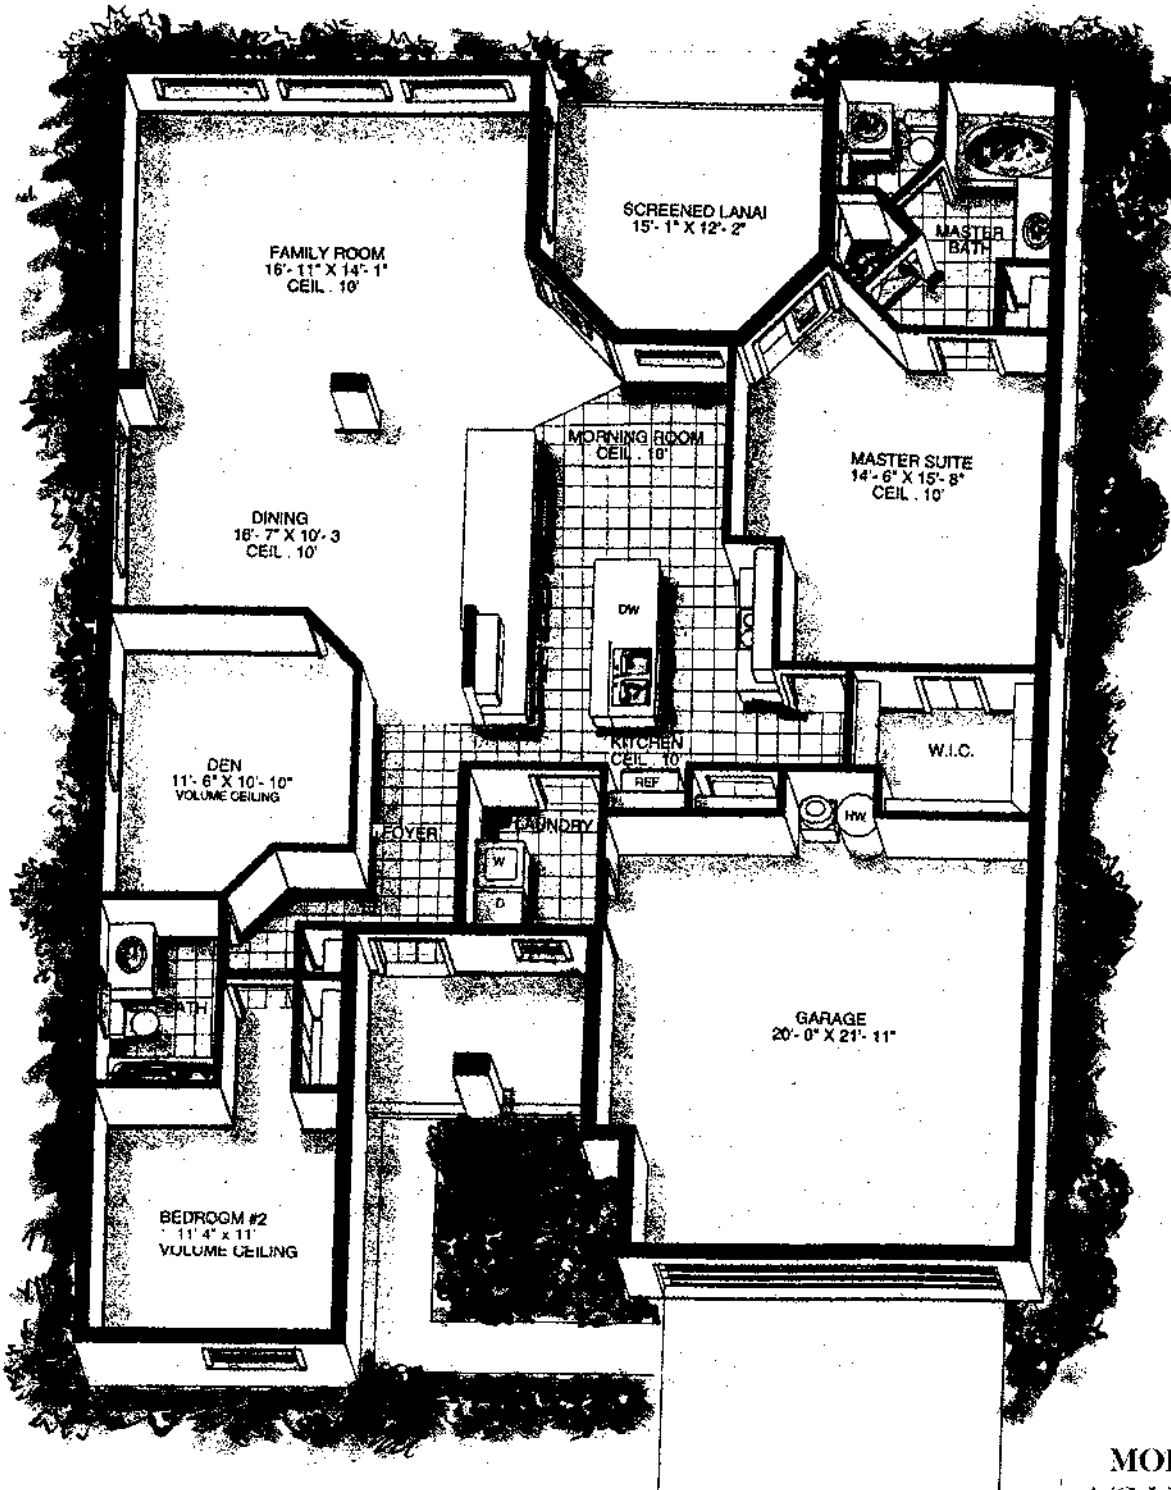 SCREENED LANAI
15'- 1" X 12'- 2"
FAMILY ROOM
16'- 11" X 14'- 1"
CEIL . 10'
MASTER
BATH
MORNING ROOM
CEIL . 10'
MASTER SUITE
14'- 6" X 15'- 8"
CEIL . 10'
DINING
16'- 7" X 10'- 3
CEIL . 10'
DW
KITCHEN
CEIL . 10'
REF
W.I.C.
DEN
11'- 6" X 10'- 10"
VOLUME CEILING
FOYER
LAUNDRY
HW
W
D
BATH
GARAGE
20'- 0" X 21'- 11"
BEDROOM #2
11' 4" x 11'
VOLUME CEILING